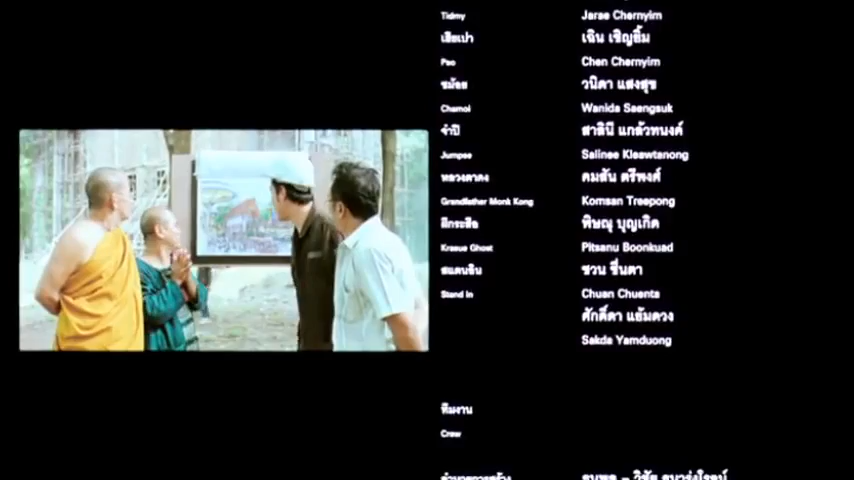 Tidmy Jarae Chernyim
เฮียเปา เฉิน เชิญยิ้ม
Pao Chen Chernyim
ชม้อย วนิดา แสงสุข
Chamoi Wanida Saengsuk
จำปี สาลินี แกล้วทนงค์
Jumpee Salinee Klaewtanong
หลวงตาคง คมสัน ตรีพงค์
Grandfather Monk Kong Komsan Treepong
ผีกระสือ พิษณุ บุญเกิด
Krasue Ghost Pitsanu Boonkuad
สแตนอิน ชวน ชื่นตา
Stand In Chuan Chuenta
ศักดิ์ดา แย้มดวง
Sakda Yamduong
ทีมงาน
Crew